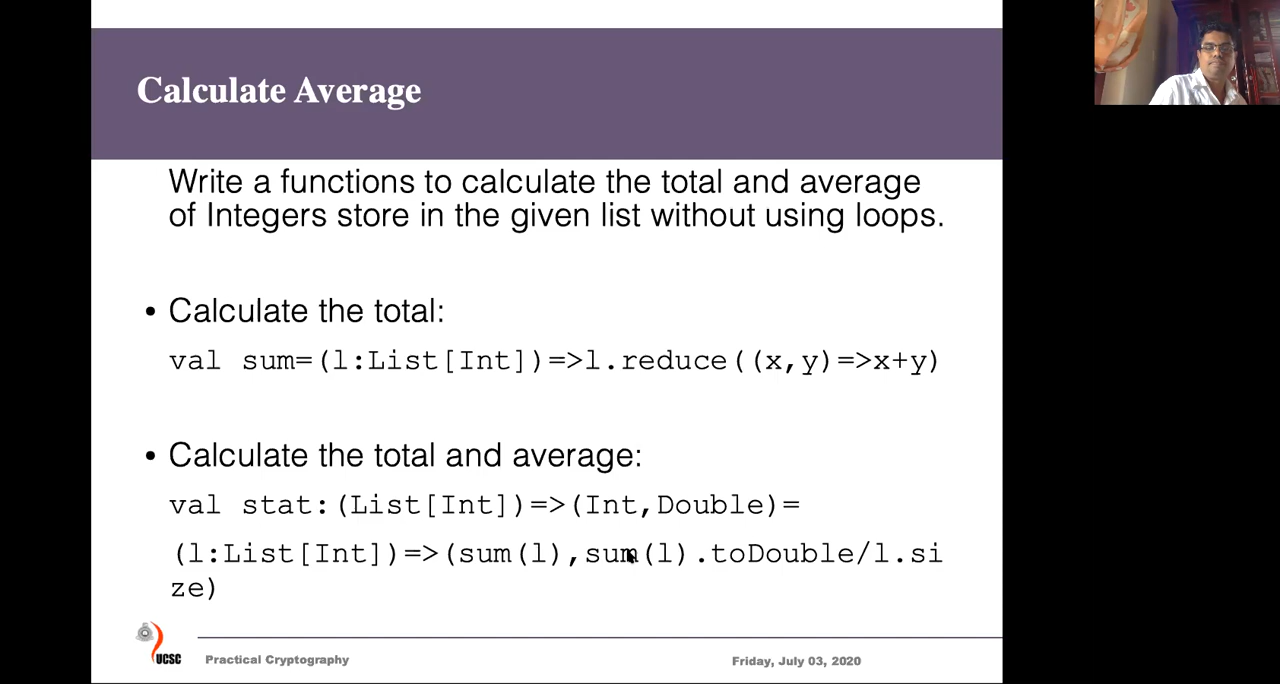 Calculate Average
Write a functions to calculate the total and average
of Integers store in the given list without using loops.
• Calculate the total:
val sum=(l:List[Int])=>l.reduce((x,y)=>x+y)
• Calculate the total and average:
val stat:(List[Int])=>(Int,Double)=
(l:List[Int])=>(sum(l),sum(l).toDouble/l.si
ze)
UCSC
Practical Cryptography
Friday, July 03, 2020